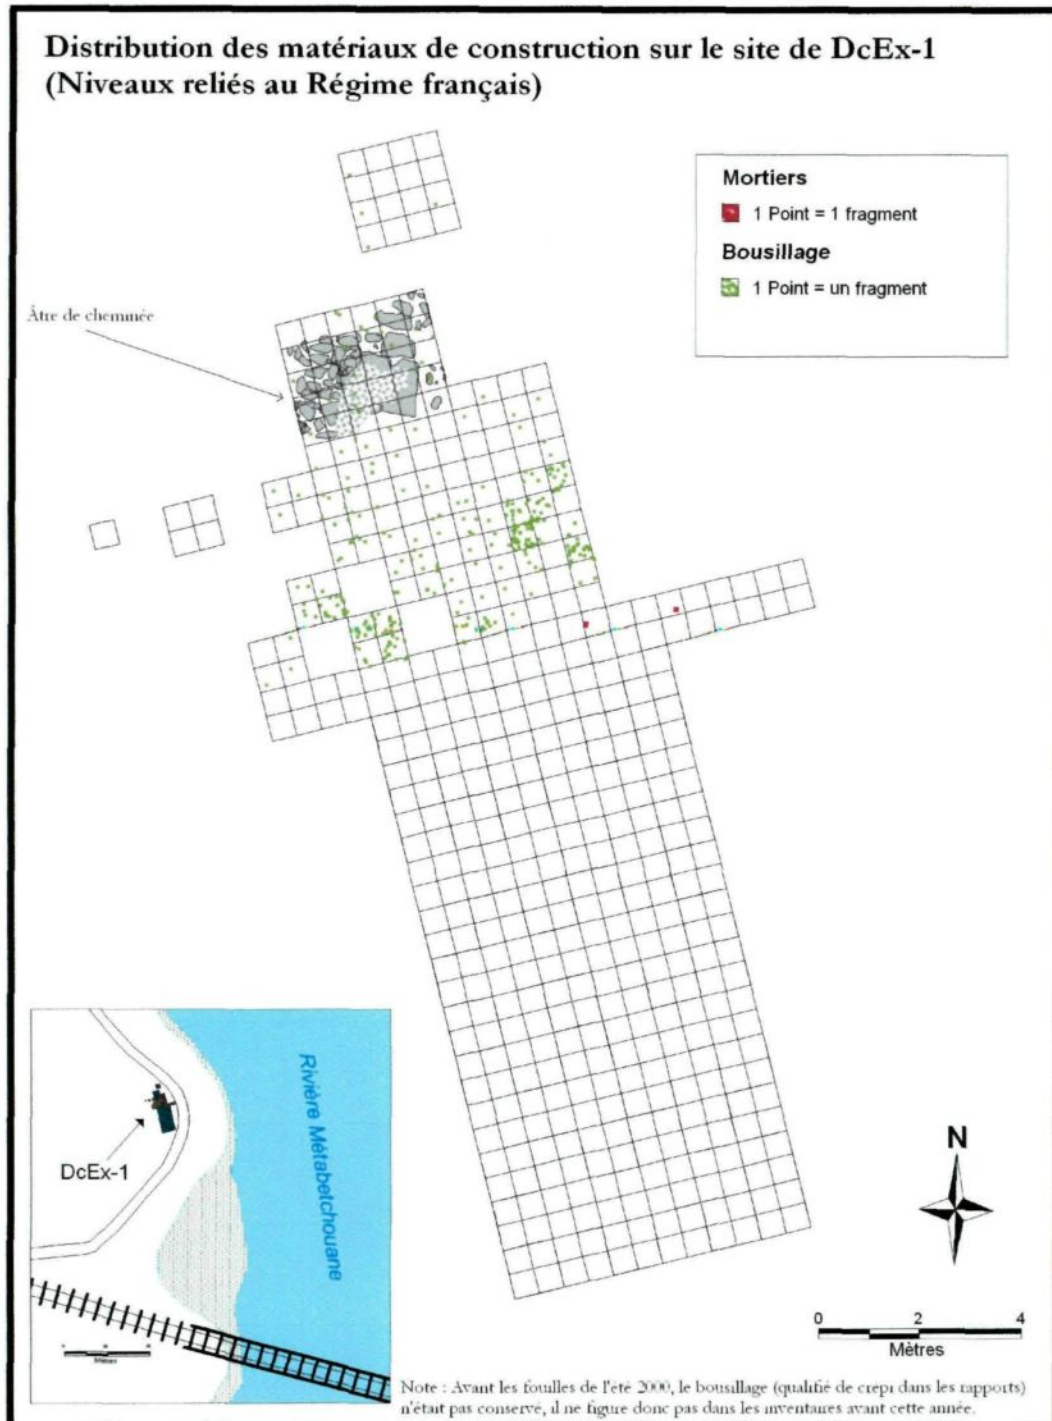 Distribution des matériaux de construction sur le site de DcEx-1
(Niveaux reliés au Régime français)
Mortiers
1 Point = 1 fragment
Bousillage
1 Point = un fragment
Âtre de cheminée
Rivière Métabetchouane
DcEx-1
N
0 2 4
Mètres
Mètres
Note : Avant les fouilles de l'été 2000, le bousillage (qualifié de crépi dans les rapports)
n'était pas conservé, il ne figure donc pas dans les inventaires avant cette année.